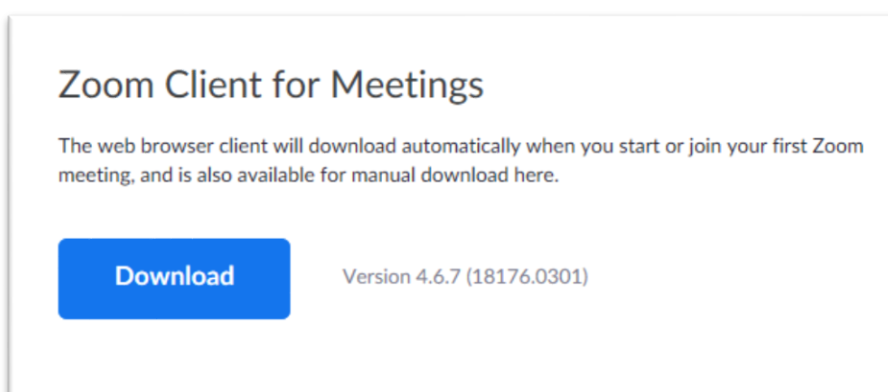 Zoom Client for Meetings
The web browser client will download automatically when you start or join your first Zoom
meeting, and is also available for manual download here.
Download
Version 4.6.7 (18176.0301)